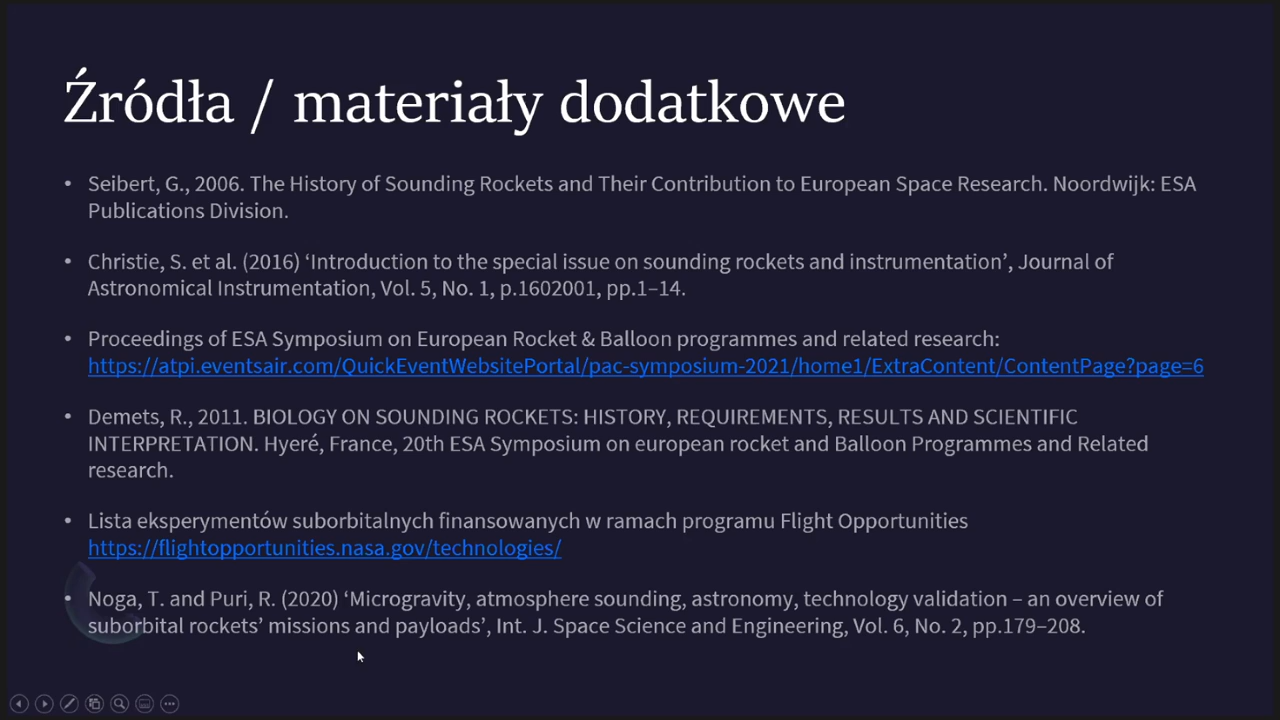 Źródła / materiały dodatkowe
• Seibert, G., 2006. The History of Sounding Rockets and Their Contribution to European Space Research. Noordwijk: ESA
Publications Division.
• Christie, S. et al. (2016) ‘Introduction to the special issue on sounding rockets and instrumentation’, Journal of
Astronomical Instrumentation, Vol. 5, No. 1, p.1602001, pp.1–14.
• Proceedings of ESA Symposium on European Rocket & Balloon programmes and related research:
https://atpi.eventsair.com/QuickEventWebsitePortal/pac-symposium-2021/home1/ExtraContent/ContentPage?page=6
• Demets, R., 2011. BIOLOGY ON SOUNDING ROCKETS: HISTORY, REQUIREMENTS, RESULTS AND SCIENTIFIC
INTERPRETATION. Hyeré, France, 20th ESA Symposium on european rocket and Balloon Programmes and Related
research.
• Lista eksperymentów suborbitalnych finansowanych w ramach programu Flight Opportunities
https://flightopportunities.nasa.gov/technologies/
• Noga, T. and Puri, R. (2020) ‘Microgravity, atmosphere sounding, astronomy, technology validation – an overview of
suborbital rockets’ missions and payloads’, Int. J. Space Science and Engineering, Vol. 6, No. 2, pp.179–208.